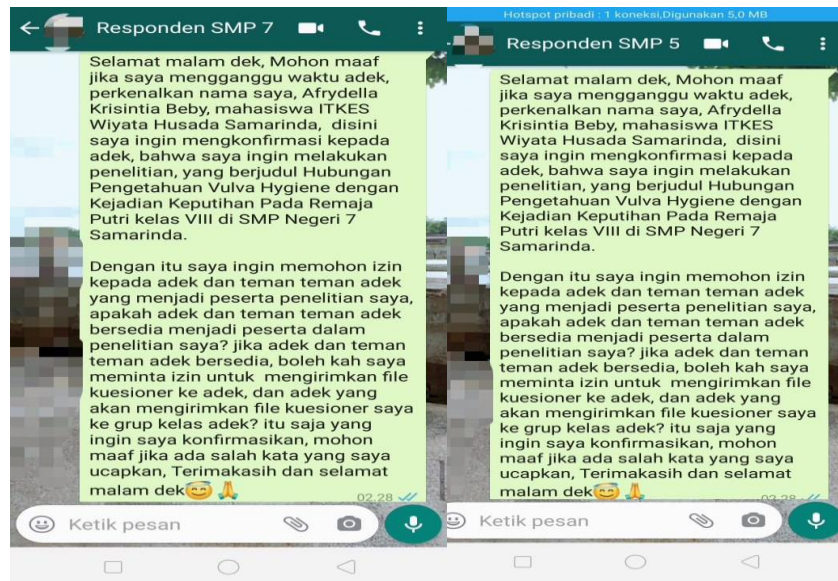 Responden SMP 7
Selamat malam dek, Mohon maaf
jika saya mengganggu waktu adek,
perkenalkan nama saya, Afrydella
Krisintia Beby, mahasiswa ITKES
Wiyata Husada Samarinda, disini
saya ingin mengkonfirmasi kepada
adek, bahwa saya ingin melakukan
penelitian, yang berjudul Hubungan
Pengetahuan Vulva Hygiene dengan
Kejadian Keputihan Pada Remaja
Putri kelas VIII di SMP Negeri 7
Samarinda.
Dengan itu saya ingin memohon izin
kepada adek dan teman teman adek
yang menjadi peserta penelitian saya,
apakah adek dan teman teman adek
bersedia menjadi peserta dalam
penelitian saya? jika adek dan teman
teman adek bersedia, boleh kah saya
meminta izin untuk mengirimkan file
kuesioner ke adek, dan adek yang
akan mengirimkan file kuesioner saya
ke grup kelas adek? itu saja yang
ingin saya konfirmasikan, mohon
maaf jika ada salah kata yang saya
ucapkan, Terimakasih dan selamat
malam dek😇🙏
02.28
Ketik pesan
Hotspot pribadi : 1 koneksi,Digunakan 5,0 MB
Responden SMP 5
Selamat malam dek, Mohon maaf
jika saya mengganggu waktu adek,
perkenalkan nama saya, Afrydella
Krisintia Beby, mahasiswa ITKES
Wiyata Husada Samarinda, disini
saya ingin mengkonfirmasi kepada
adek, bahwa saya ingin melakukan
penelitian, yang berjudul Hubungan
Pengetahuan Vulva Hygiene dengan
Kejadian Keputihan Pada Remaja
Putri kelas VIII di SMP Negeri 7
Samarinda.
Dengan itu saya ingin memohon izin
kepada adek dan teman teman adek
yang menjadi peserta penelitian saya,
apakah adek dan teman teman adek
bersedia menjadi peserta dalam
penelitian saya? jika adek dan teman
teman adek bersedia, boleh kah saya
meminta izin untuk mengirimkan file
kuesioner ke adek, dan adek yang
akan mengirimkan file kuesioner saya
ke grup kelas adek? itu saja yang
ingin saya konfirmasikan, mohon
maaf jika ada salah kata yang saya
ucapkan, Terimakasih dan selamat
malam dek😇🙏
02.28
Ketik pesan